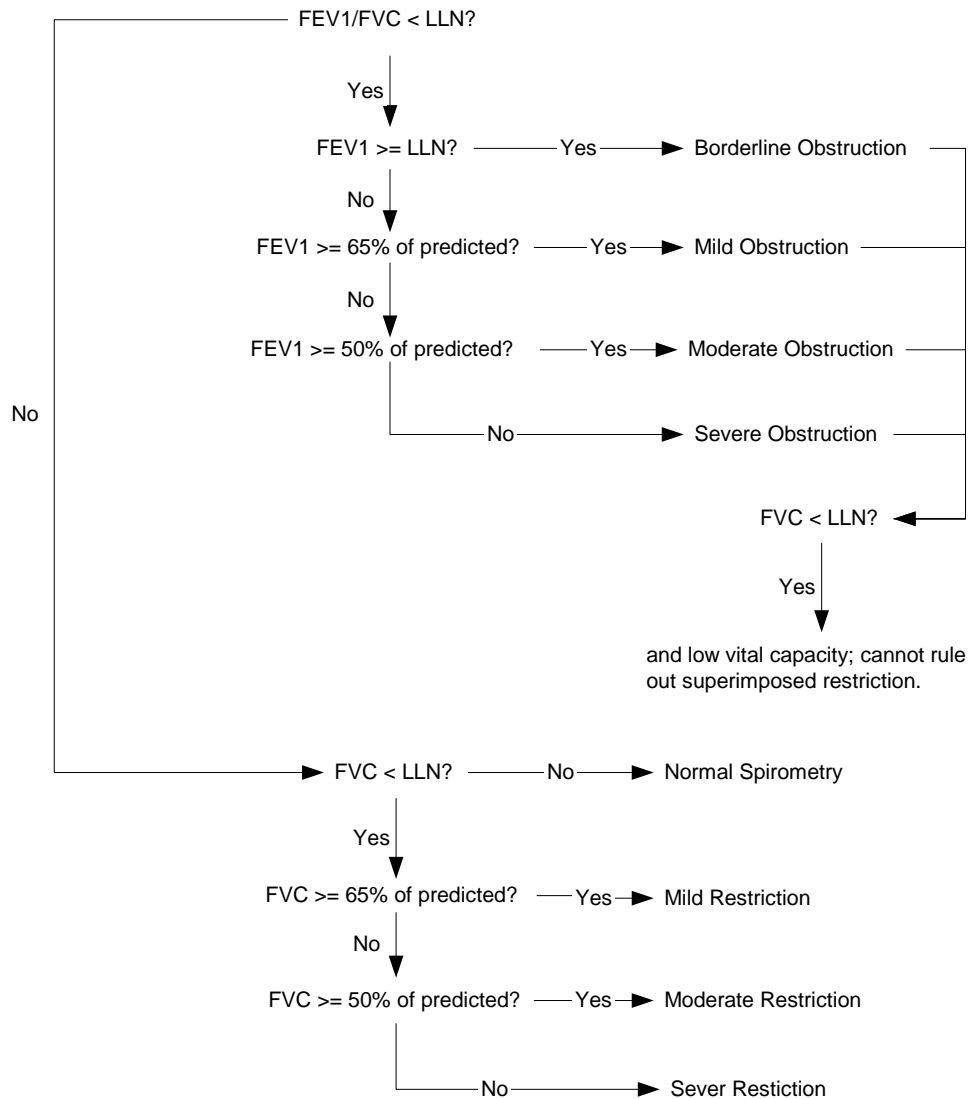 FEV1/FVC < LLN?
Yes
FEV1 >= LLN?
Yes
Borderline Obstruction
No
FEV1 >= 65% of predicted?
Yes
Mild Obstruction
No
FEV1 >= 50% of predicted?
Yes
Moderate Obstruction
No
No
Severe Obstruction
FVC < LLN?
Yes
and low vital capacity; cannot rule
out superimposed restriction.
FVC < LLN?
No
Normal Spirometry
Yes
FVC >= 65% of predicted?
Yes
Mild Restriction
No
FVC >= 50% of predicted?
Yes
Moderate Restriction
No
Sever Restiction